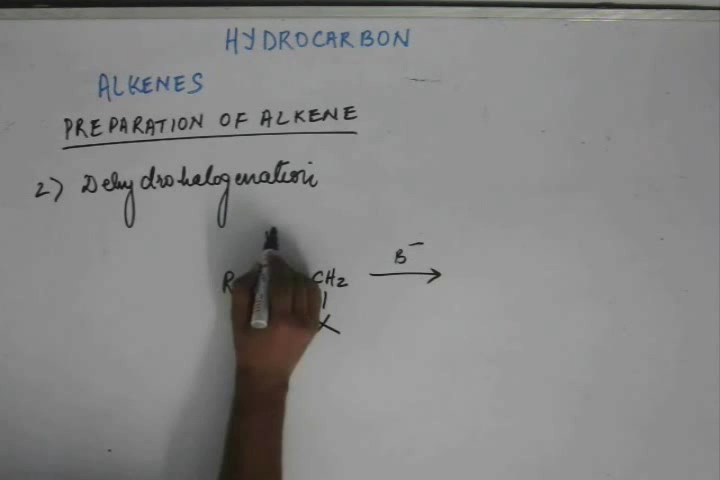 HYDROCARBON
ALKENES
PREPARATION OF ALKENE
2) Dehydrohalogenation
B⁻
R CH2 →
|
X